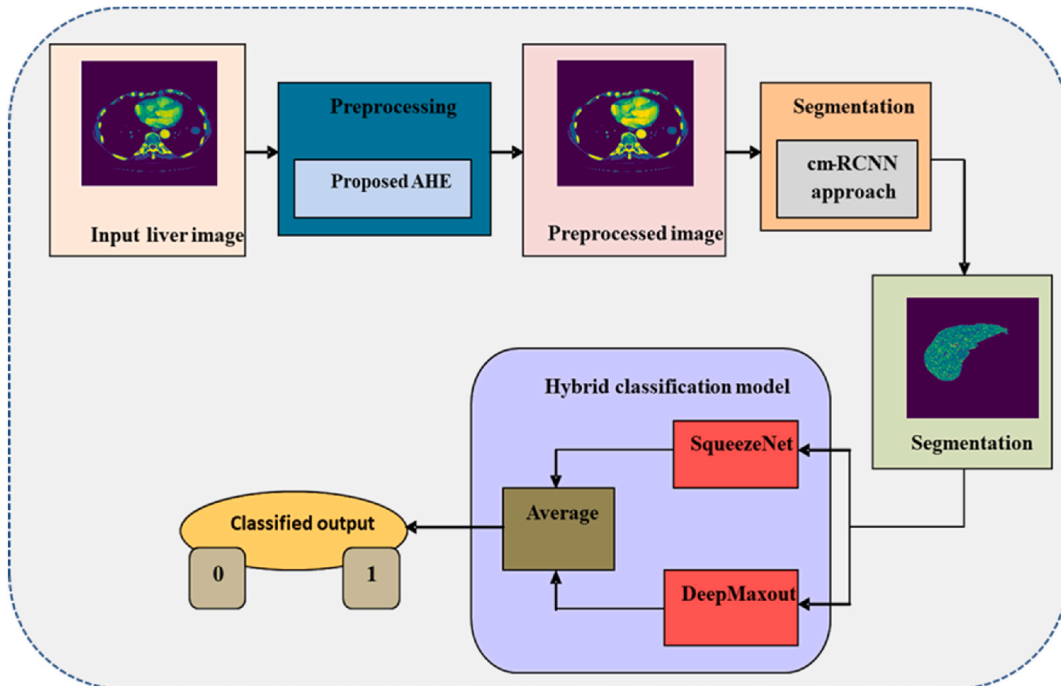 Input liver image
Preprocessing
Proposed AHE
Preprocessed image
Segmentation
cm-RCNN
approach
Segmentation
Hybrid classification model
SqueezeNet
DeepMaxout
Average
Classified output
0
1